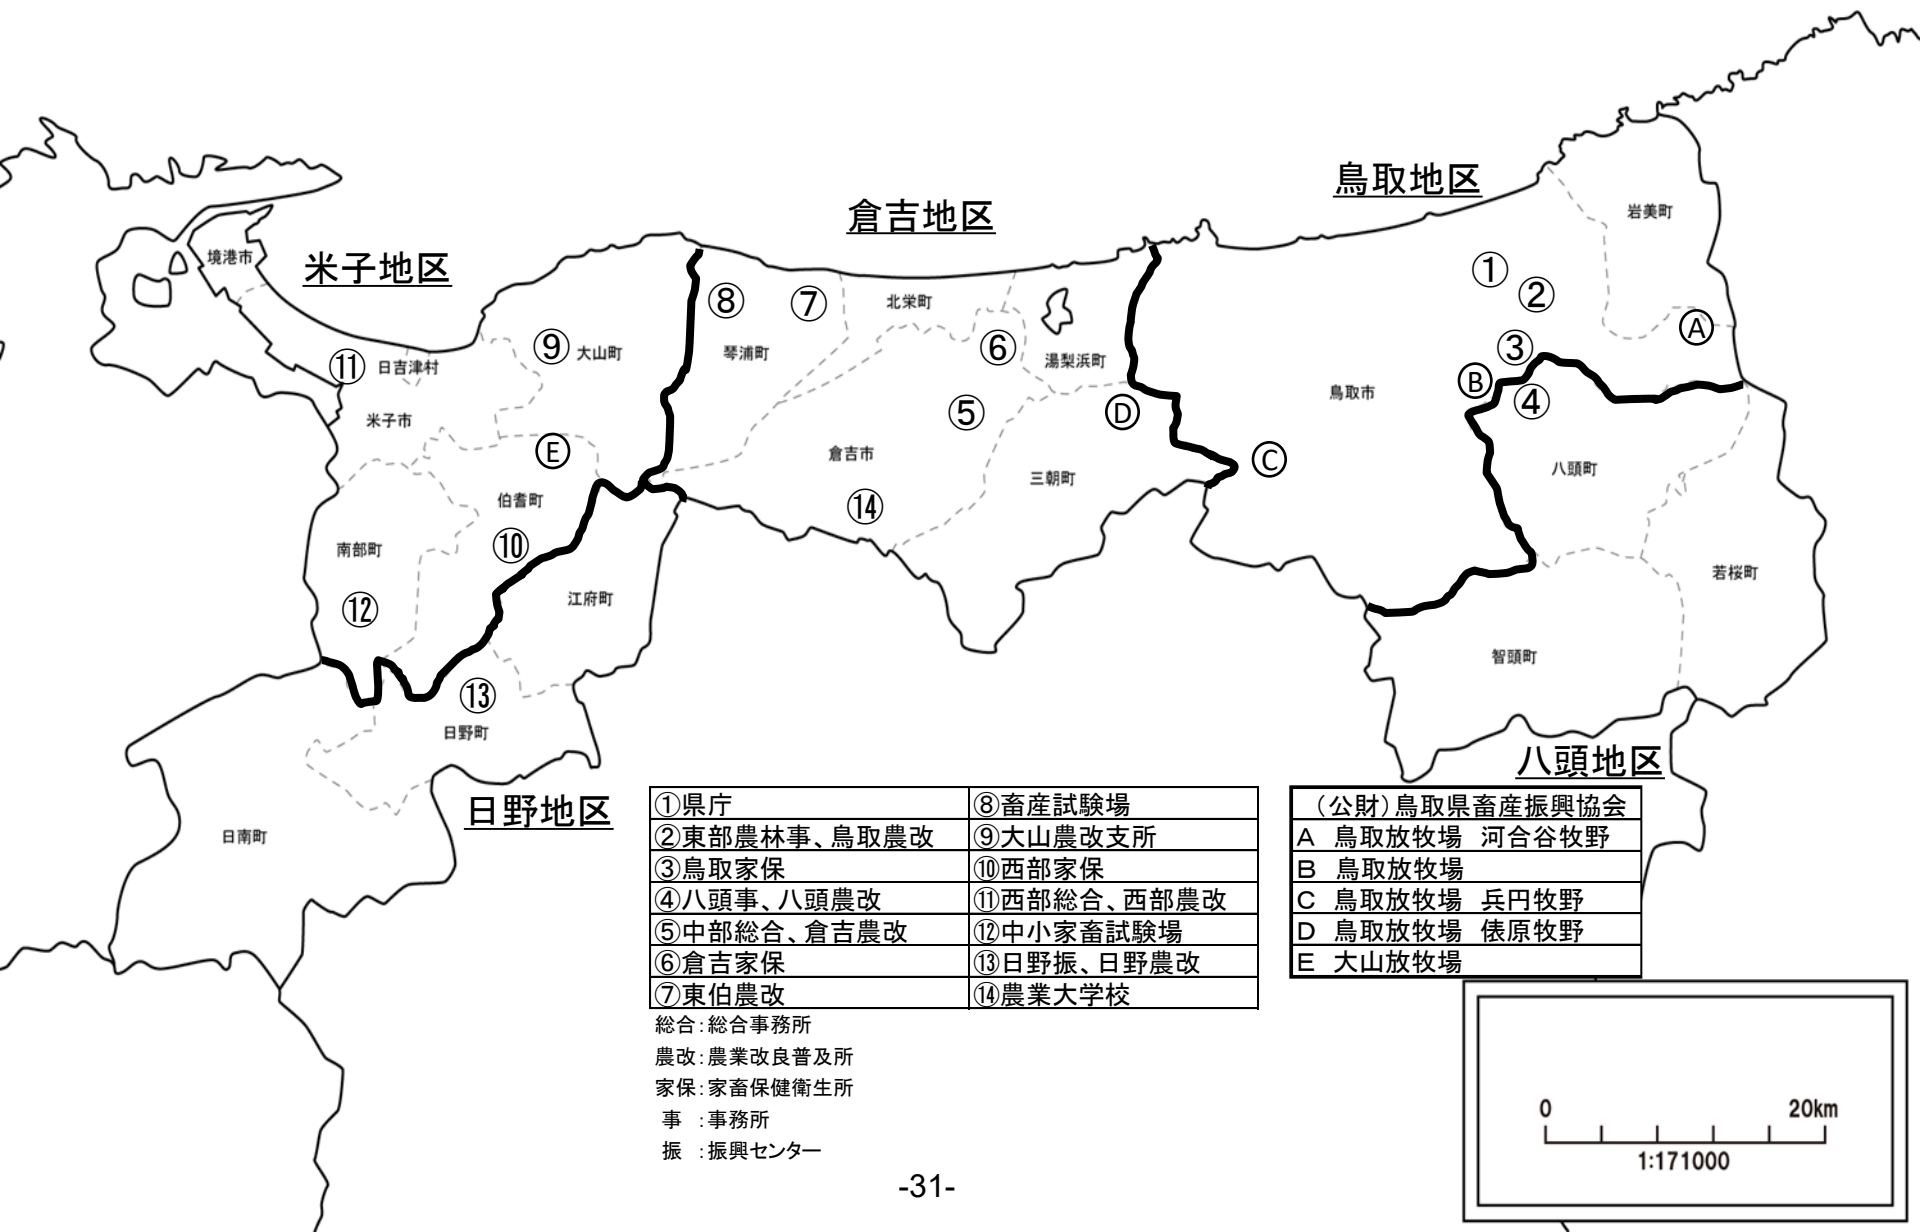 鳥取地区
倉吉地区
米子地区
八頭地区
日野地区
岩美町
境港市
①
②
⑧
⑦
北栄町
Ⓐ
⑨
大山町
琴浦町
⑥
湯梨浜町
③
⑪
日吉津村
Ⓑ
鳥取市
④
米子市
⑤
Ⓓ
Ⓔ
倉吉市
Ⓒ
八頭町
三朝町
伯耆町
⑭
南部町
⑩
若桜町
江府町
⑫
智頭町
⑬
日野町
日南町
①県庁
⑧畜産試験場
②東部農林事、鳥取農改
⑨大山農改支所
③鳥取家保
⑩西部家保
④八頭事、八頭農改
⑪西部総合、西部農改
⑤中部総合、倉吉農改
⑫中小家畜試験場
⑥倉吉家保
⑬日野振、日野農改
⑦東伯農改
⑭農業大学校
総合:総合事務所
農改:農業改良普及所
家保:家畜保健衛生所
事 :事務所
振 :振興センター
(公財)鳥取県畜産振興協会
A 鳥取放牧場 河合谷牧野
B 鳥取放牧場
C 鳥取放牧場 兵円牧野
D 鳥取放牧場 俵原牧野
E 大山放牧場
0 20km
1:171000
-31-